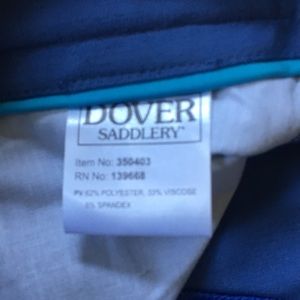 DOVER
SADDLERY
Item No: 350403
RN No: 139668
PV 62% POLYESTER, 33% VISCOSE
5% SPANDEX